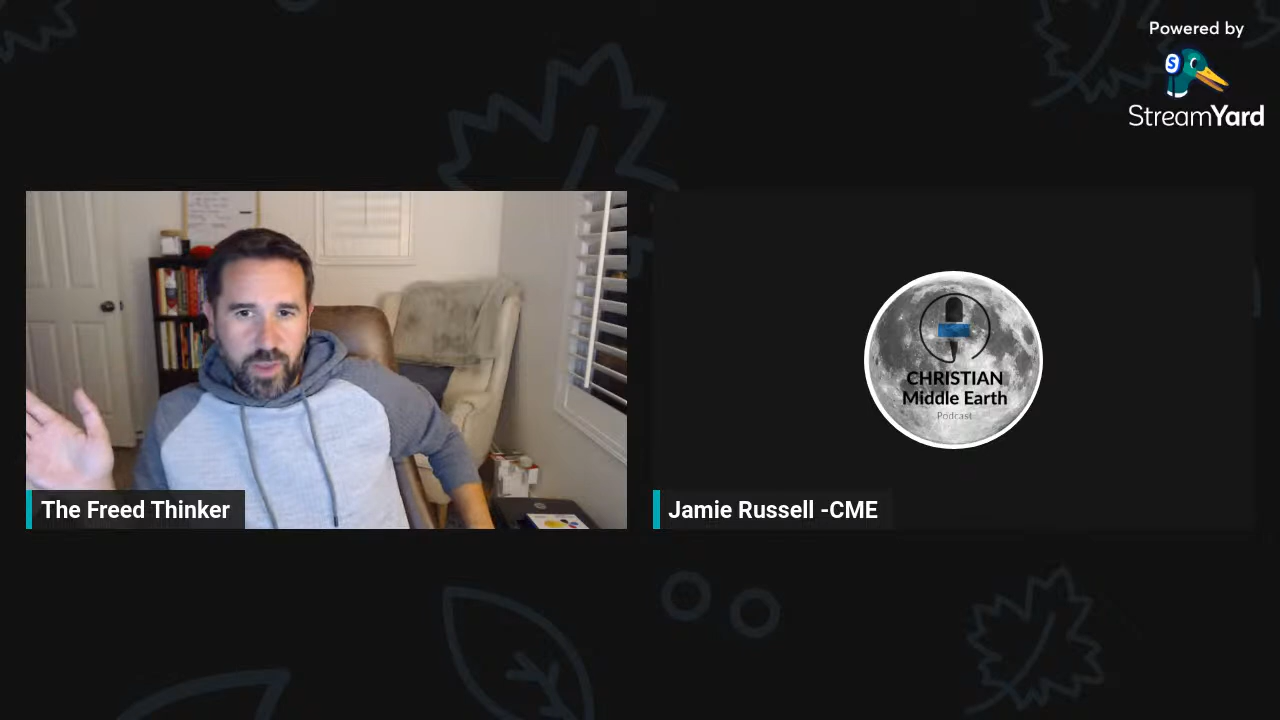 Powered by
S
StreamYard
CHRISTIAN
Middle Earth
Podcast
The Freed Thinker
Jamie Russell -CME